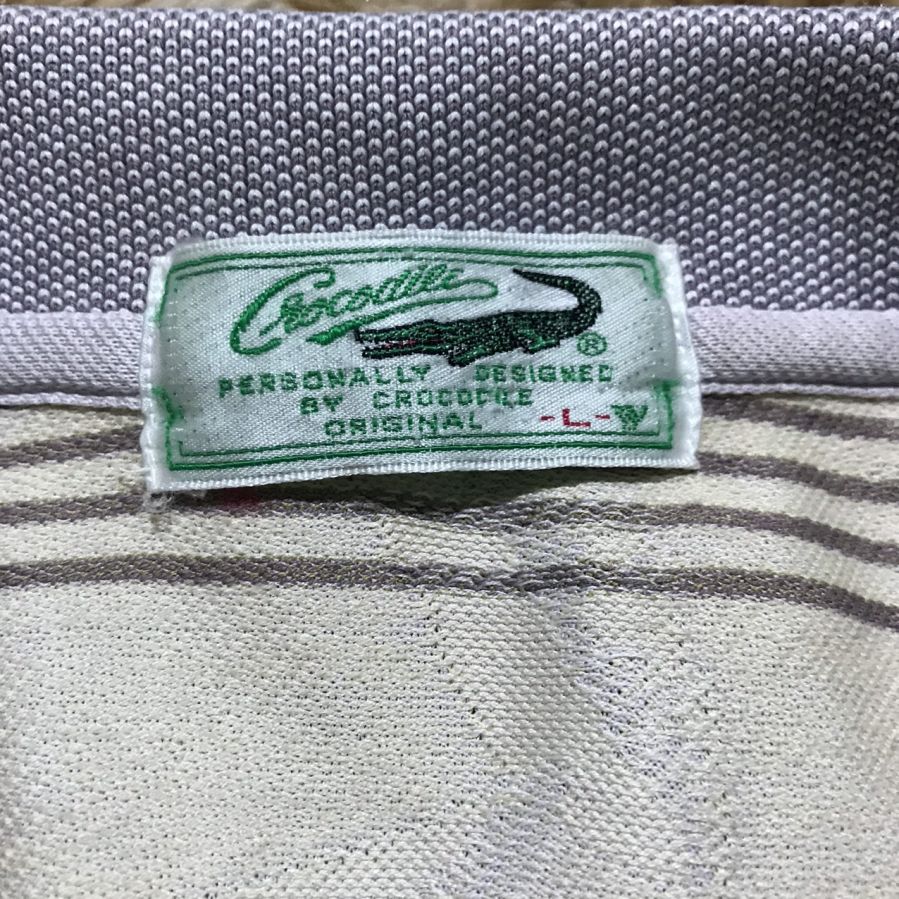 Crocodile
®
PERSONALLY DESIGNED
BY CROCODILE
ORIGINAL -L- W